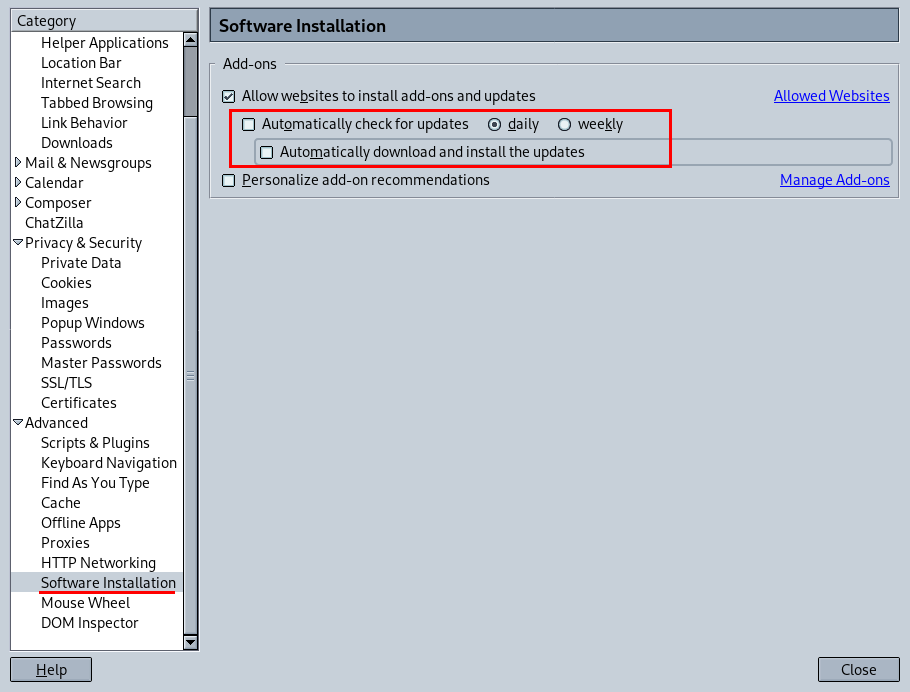 Category
Helper Applications
Location Bar
Internet Search
Tabbed Browsing
Link Behavior
Downloads
Mail & Newsgroups
Calendar
Composer
ChatZilla
Privacy & Security
Private Data
Cookies
Images
Popup Windows
Passwords
Master Passwords
SSL/TLS
Certificates
Advanced
Scripts & Plugins
Keyboard Navigation
Find As You Type
Cache
Offline Apps
Proxies
HTTP Networking
Software Installation
Mouse Wheel
DOM Inspector
Software Installation
Add-ons
Allow websites to install add-ons and updates Allowed Websites
Automatically check for updates daily weekly
Automatically download and install the updates
Personalize add-on recommendations Manage Add-ons
Help Close